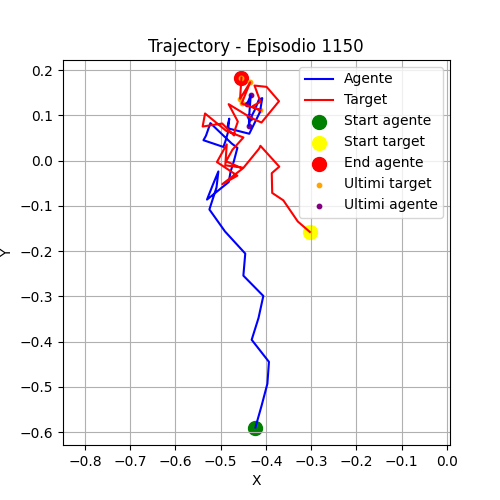 Trajectory - Episodio 1150
Agente
Target
Start agente
Start target
End agente
Ultimi target
Ultimi agente
Y
0.2
0.1
0.0
−0.1
−0.2
−0.3
−0.4
−0.5
−0.6
−0.8 −0.7 −0.6 −0.5 −0.4 −0.3 −0.2 −0.1 0.0
X